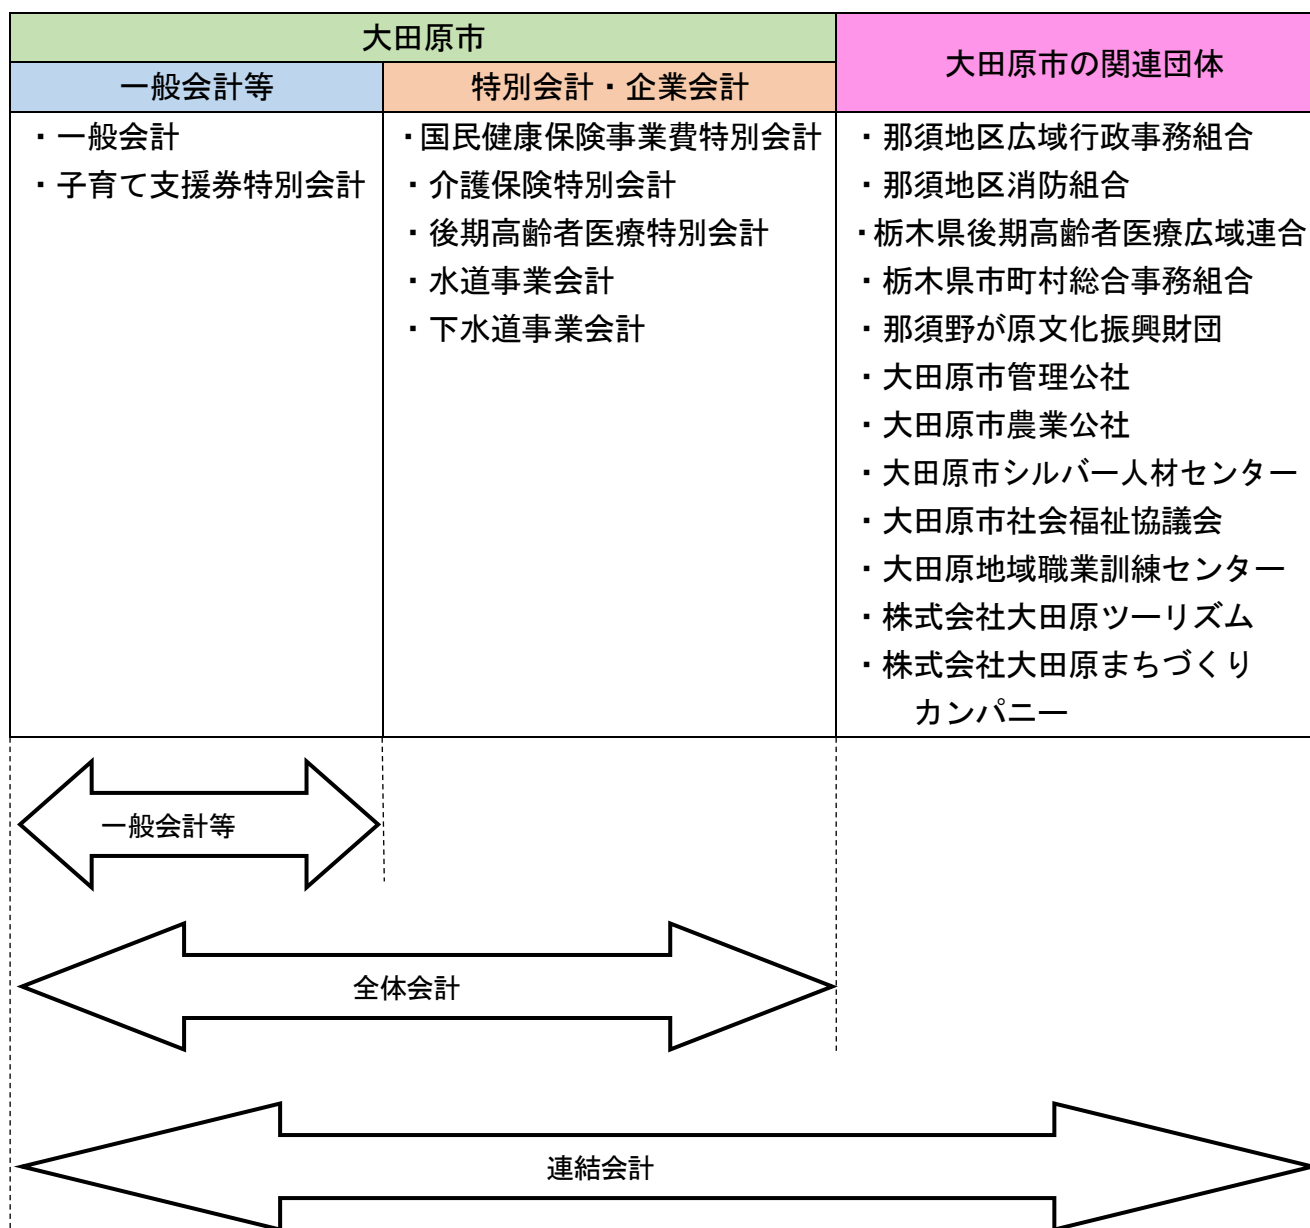 大田原市
大田原市の関連団体
一般会計等
特別会計・企業会計
・一般会計
・子育て支援券特別会計
・国民健康保険事業費特別会計
・介護保険特別会計
・後期高齢者医療特別会計
・水道事業会計
・下水道事業会計
・那須地区広域行政事務組合
・那須地区消防組合
・栃木県後期高齢者医療広域連合
・栃木県市町村総合事務組合
・那須野が原文化振興財団
・大田原市管理公社
・大田原市農業公社
・大田原市シルバー人材センター
・大田原市社会福祉協議会
・大田原地域職業訓練センター
・株式会社大田原ツーリズム
・株式会社大田原まちづくり
カンパニー
一般会計等
全体会計
連結会計